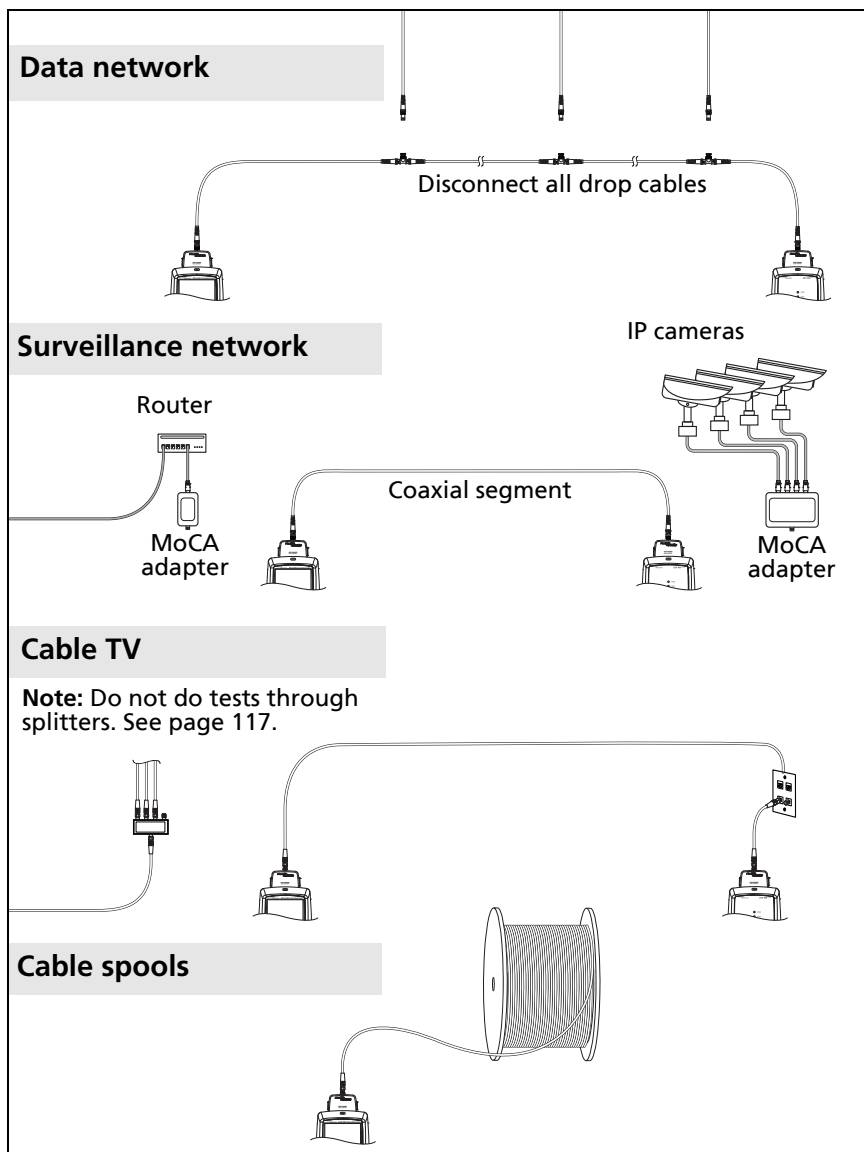 Data network
Disconnect all drop cables
Surveillance network
IP cameras
Router
Coaxial segment
MoCA
adapter
MoCA
adapter
Cable TV
Note: Do not do tests through
splitters. See page 117.
Cable spools